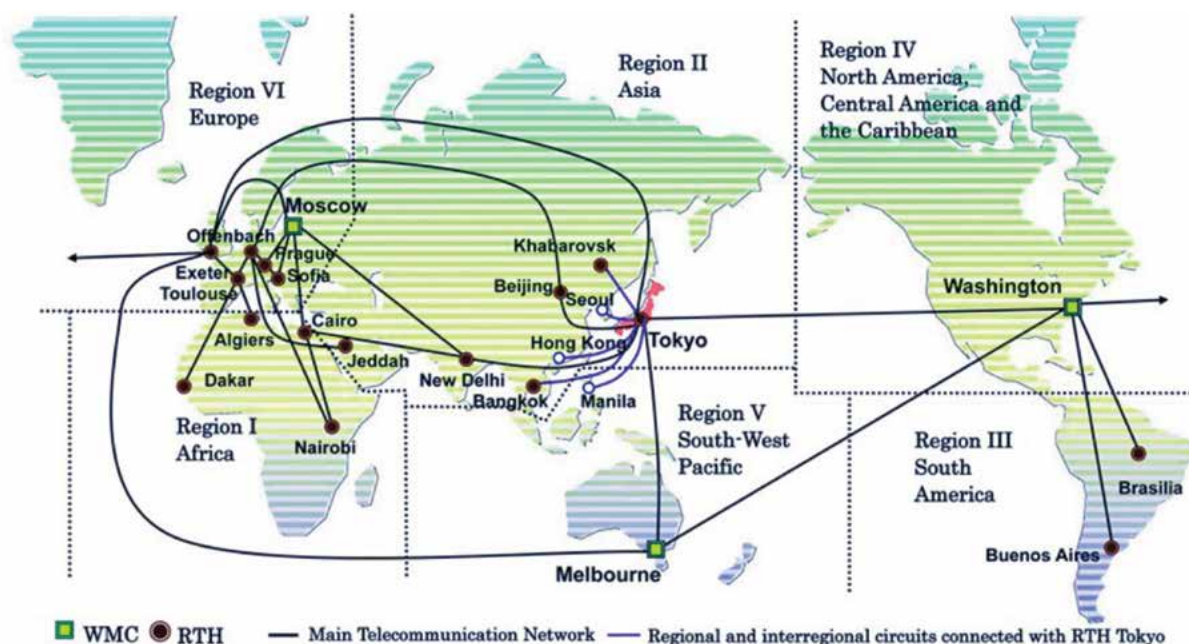 Region VI
Europe
Region II
Asia
Region IV
North America,
Central America and
the Caribbean
Moscow
Offenbach
Prague
Sofia
Exeter
Toulouse
Khabarovsk
Beijing
Seoul
Washington
Algiers
Cairo
Jeddah
Hong Kong
Tokyo
Dakar
New Delhi
Bangkok
Manila
Region I
Africa
Nairobi
Region V
South-West
Pacific
Region III
South
America
Brasilia
Buenos Aires
Melbourne
WMC
RTH
Main Telecommunication Network
Regional and interregional circuits connected with RTH Tokyo